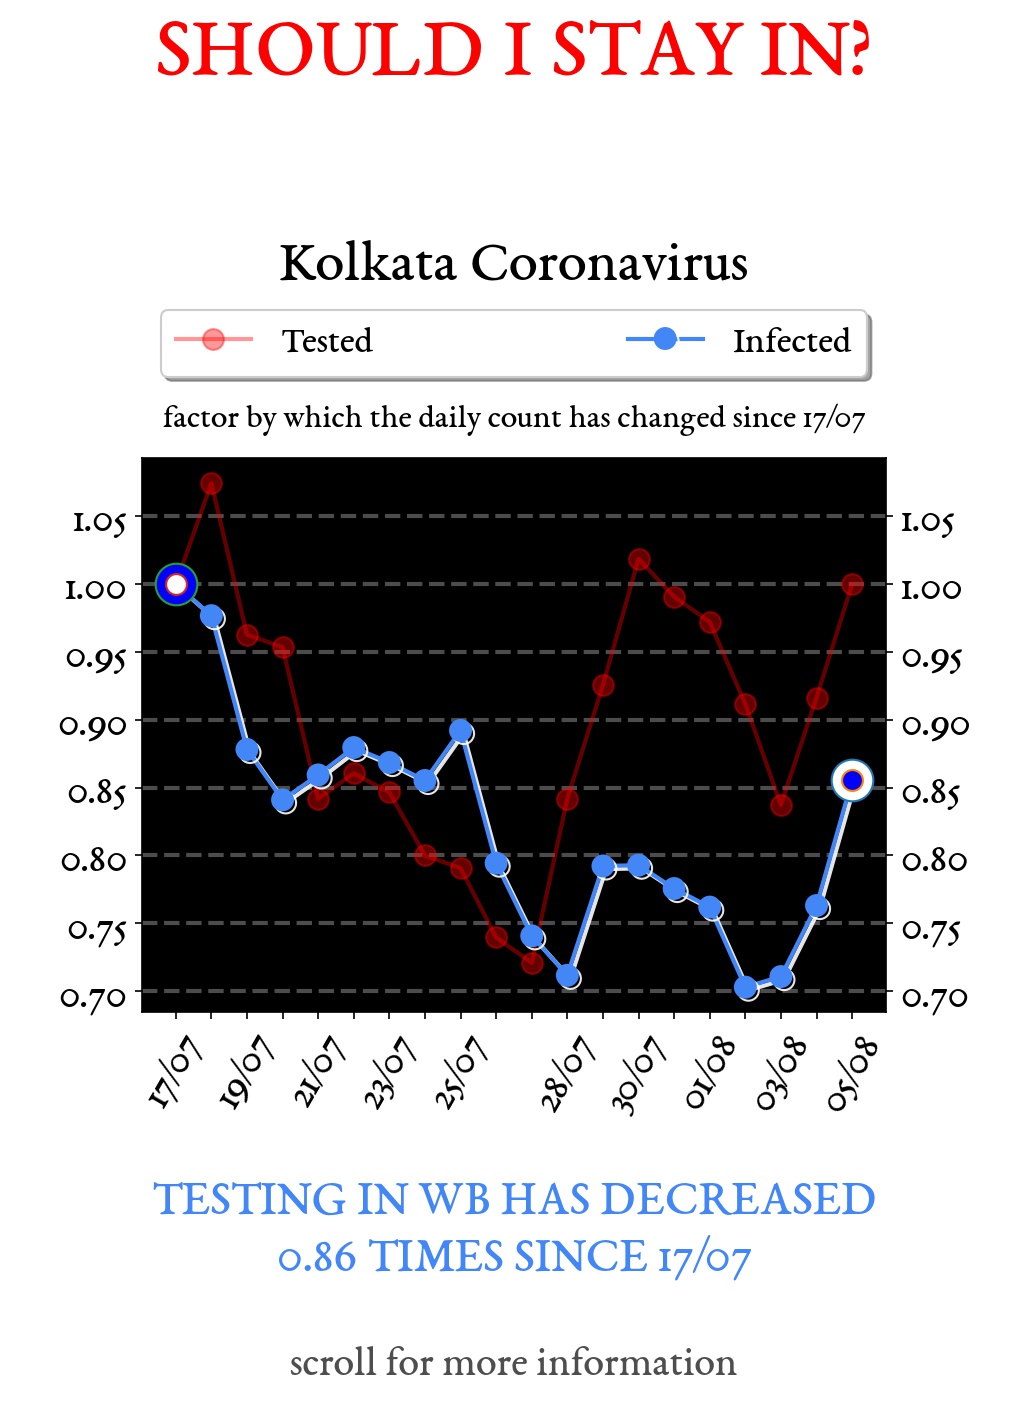 SHOULD I STAY IN?
Kolkata Coronavirus
Tested Infected
factor by which the daily count has changed since 17/07
1.05 1.05
1.00 1.00
0.95 0.95
0.90 0.90
0.85 0.85
0.80 0.80
0.75 0.75
0.70 0.70
17/07 19/07 21/07 23/07 25/07 28/07 30/07 01/08 03/08 05/08
TESTING IN WB HAS DECREASED
0.86 TIMES SINCE 17/07
scroll for more information